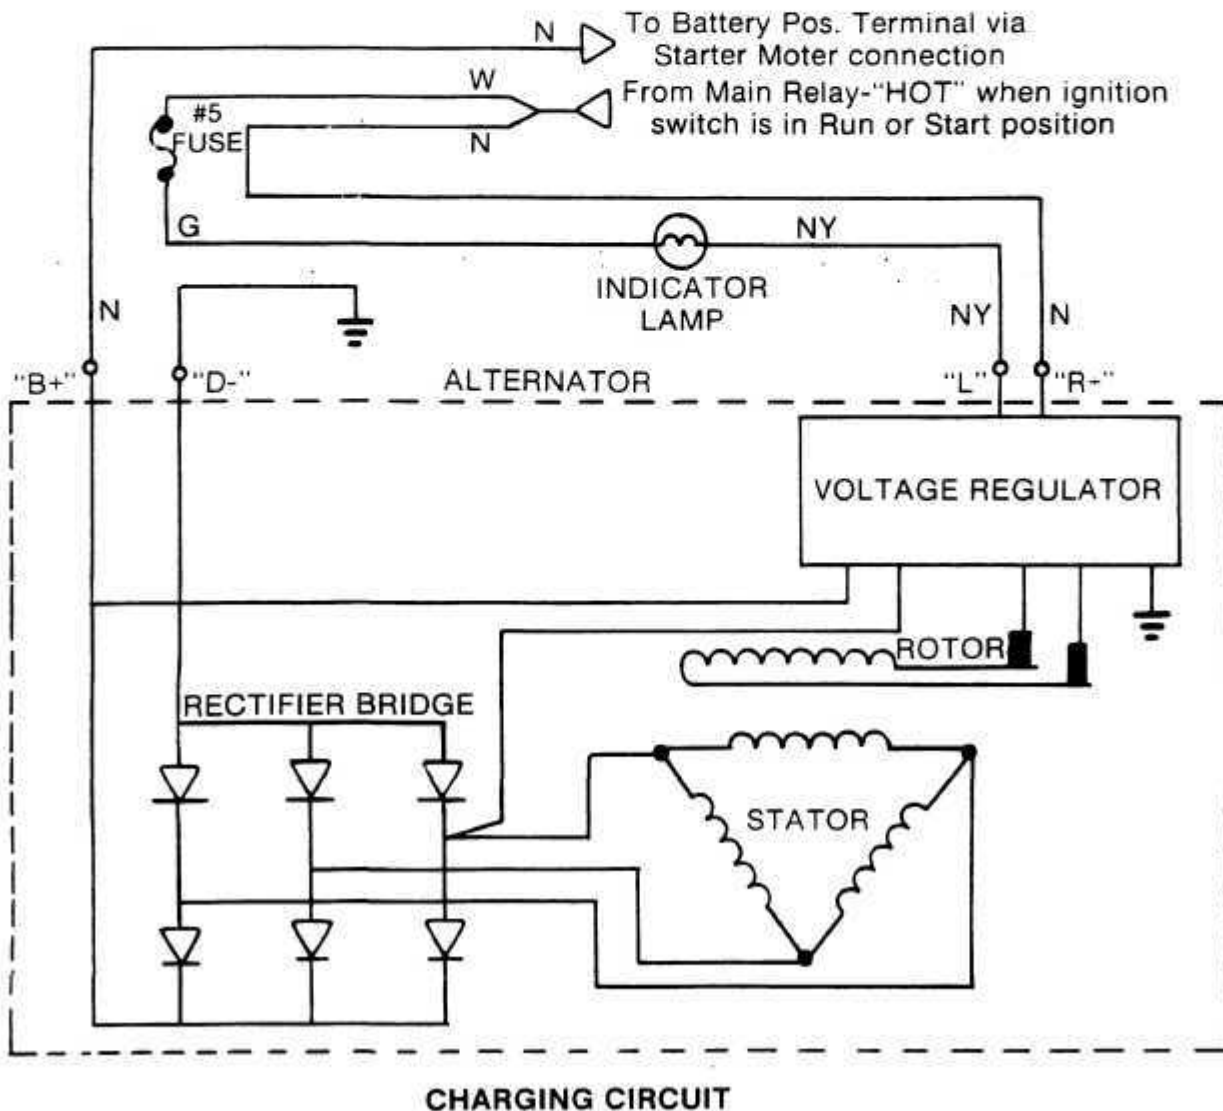 N
To Battery Pos. Terminal via
Starter Moter connection
W
From Main Relay-"HOT" when ignition
switch is in Run or Start position
#5
FUSE
N
G
NY
INDICATOR
LAMP
N
NY
N
"B+"
"D-"
ALTERNATOR
"L"
"R-"
VOLTAGE REGULATOR
ROTOR
RECTIFIER BRIDGE
STATOR
CHARGING CIRCUIT